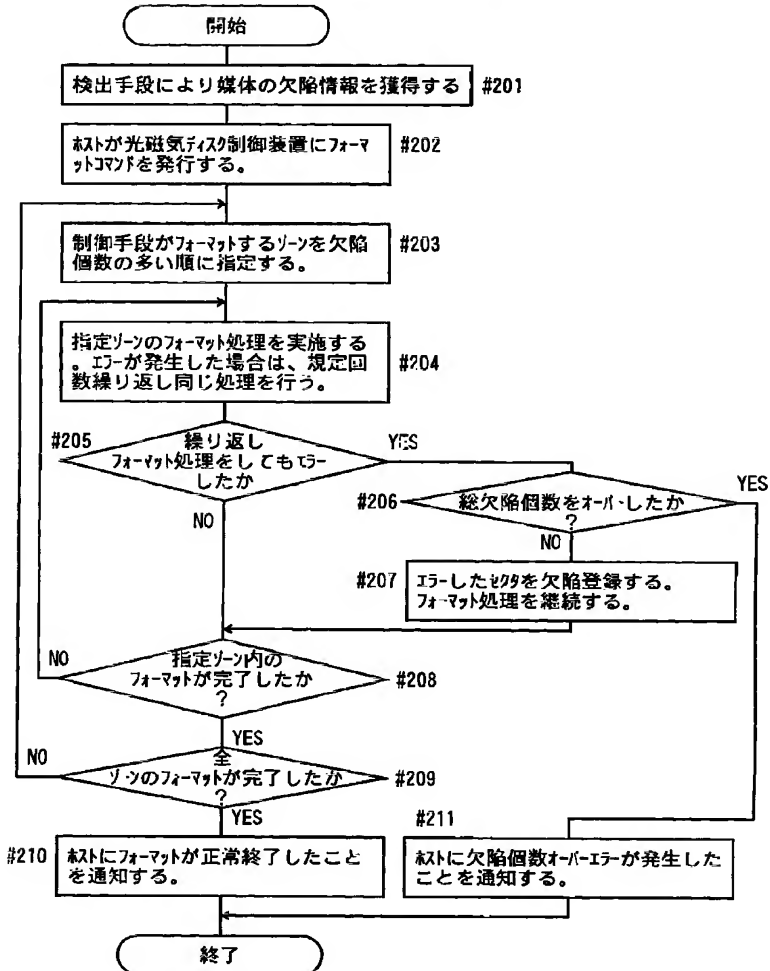 開始
検出手段により媒体の欠陥情報を獲得する #201
ホストが光磁気ディスク制御装置にフォーマ
ットコマンドを発行する。 #202
制御手段がフォーマットするゾーンを欠陥
個数の多い順に指定する。 #203
指定ゾーンのフォーマット処理を実施する
。エラーが発生した場合は、規定回
数繰り返し同じ処理を行う。 #204
#205 繰り返し
フォーマット処理をしてもエラー
したか
YES
NO
#206 総欠陥個数をオーバーしたか
?
YES
NO
#207 エラーしたセクタを欠陥登録する。
フォーマット処理を継続する。
指定ゾーン内の
フォーマットが完了したか
? #208
NO
YES
全
ゾーンのフォーマットが完了したか
? #209
NO
YES
#210 ホストにフォーマットが正常終了したこと
を通知する。
#211
ホストに欠陥個数オーバーエラーが発生した
ことを通知する。
終了